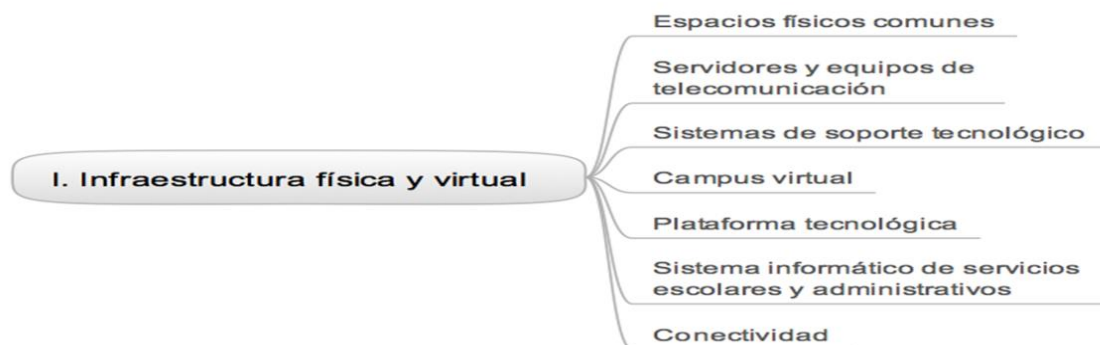 I. Infraestructura física y virtual
Espacios físicos comunes
Servidores y equipos de
telecomunicación
Sistemas de soporte tecnológico
Campus virtual
Plataforma tecnológica
Sistema informático de servicios
escolares y administrativos
Conectividad